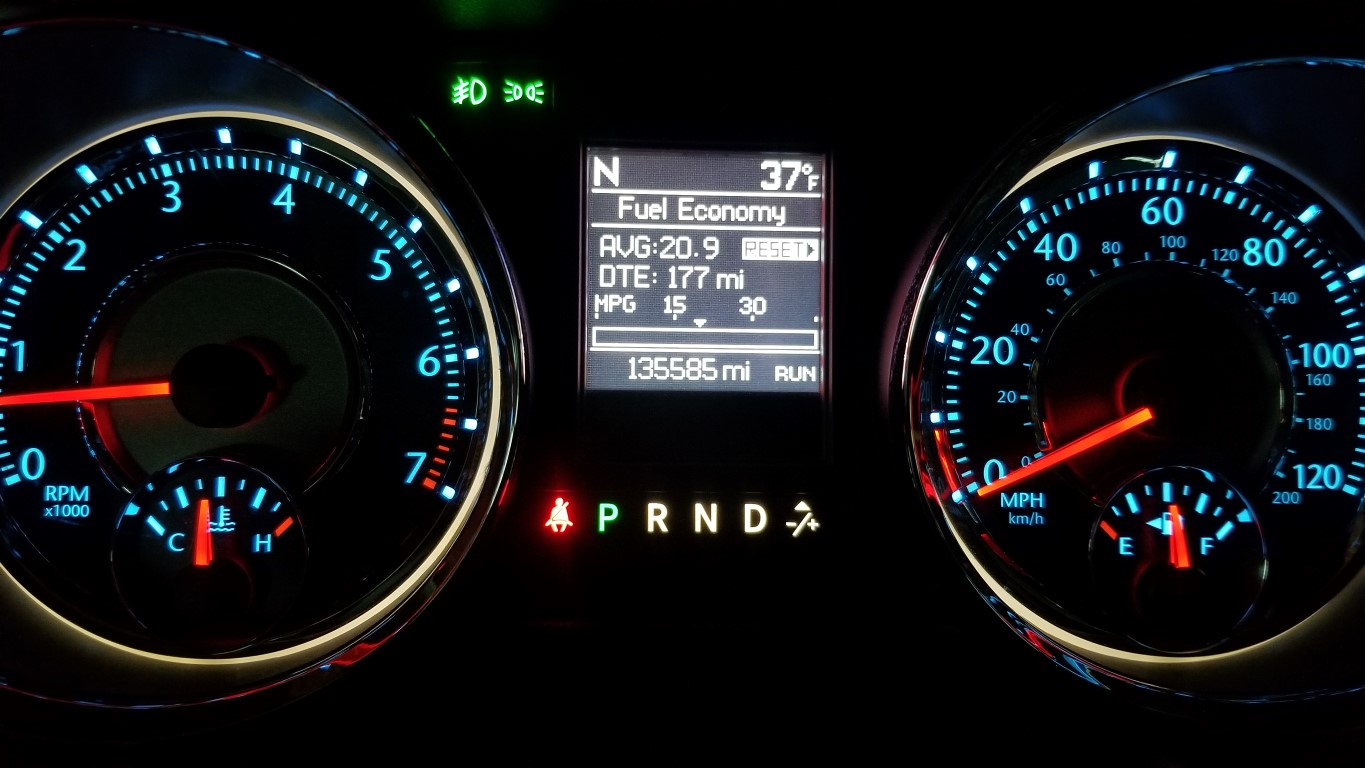 N 37°F
Fuel Economy
AVG:20.9 RESET
DTE: 177 mi
MPG 15 30
135585 mi RUN
0
1
2
3
4
5
6
7
RPM
x1000
C H
P R N D -/+
0
20
40
60
80
100
120
0
20
40
60
80
100
120
140
160
180
200
MPH
km/h
E F